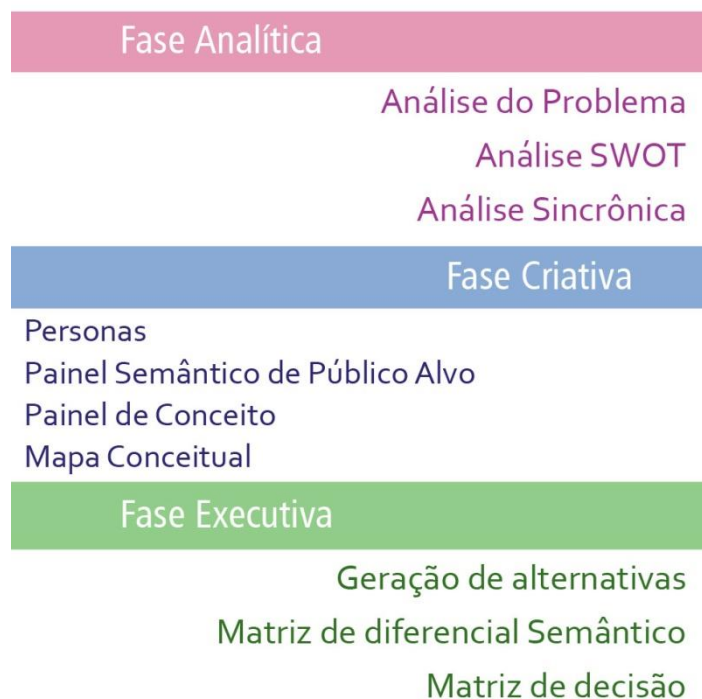 Fase Analítica
Análise do Problema
Análise SWOT
Análise Sincrônica
Fase Criativa
Personas
Painel Semântico de Público Alvo
Painel de Conceito
Mapa Conceitual
Fase Executiva
Geração de alternativas
Matriz de diferencial Semântico
Matriz de decisão